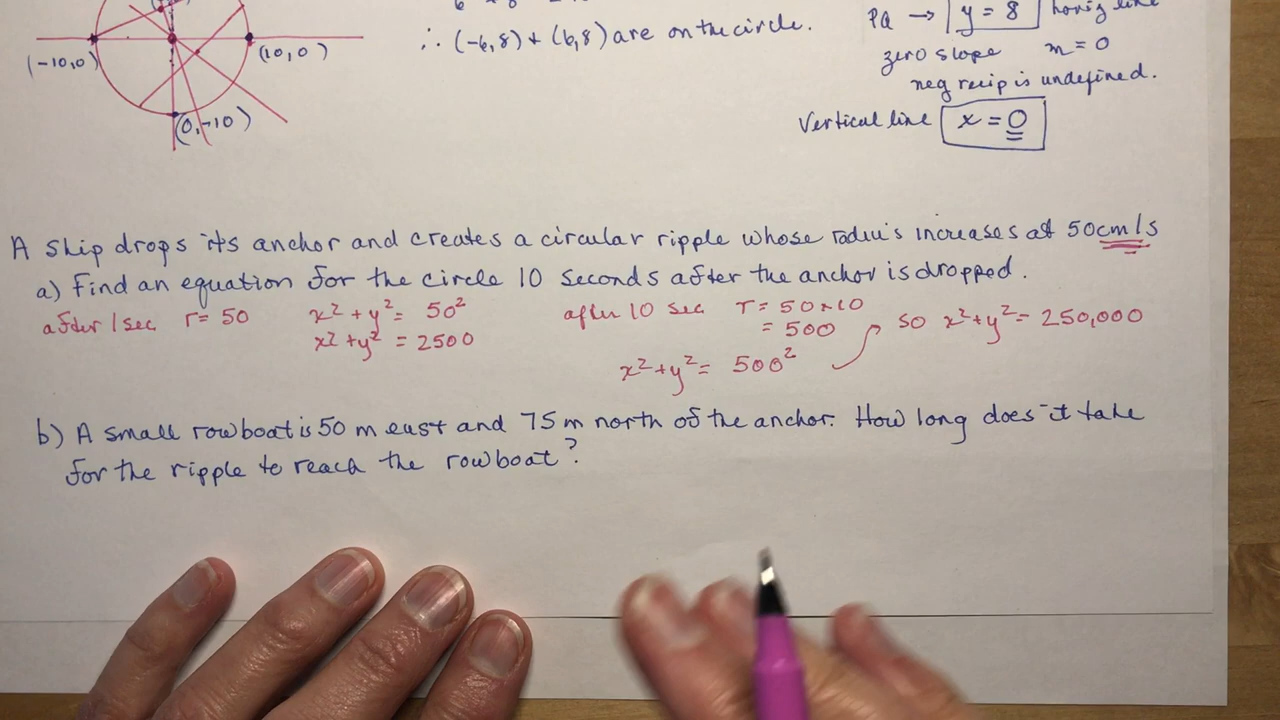 PQ → y = 8 horiz line
∴ (-6,8) + (6,8) are on the circle.
zero slope m = 0
(-10,0) (10,0)
neg recip is undefined.
(0,-10)
Vertical line x = 0
A ship drops its anchor and creates a circular ripple whose radius increases at 50cm/s
a) Find an equation for the circle 10 seconds after the anchor is dropped.
after 1 sec r = 50 x² + y² = 50² after 10 sec r = 50×10
x² + y² = 2500 = 500 so x² + y² = 250,000
x² + y² = 500²
b) A small rowboat is 50 m east and 75 m north of the anchor. How long does it take
for the ripple to reach the rowboat?